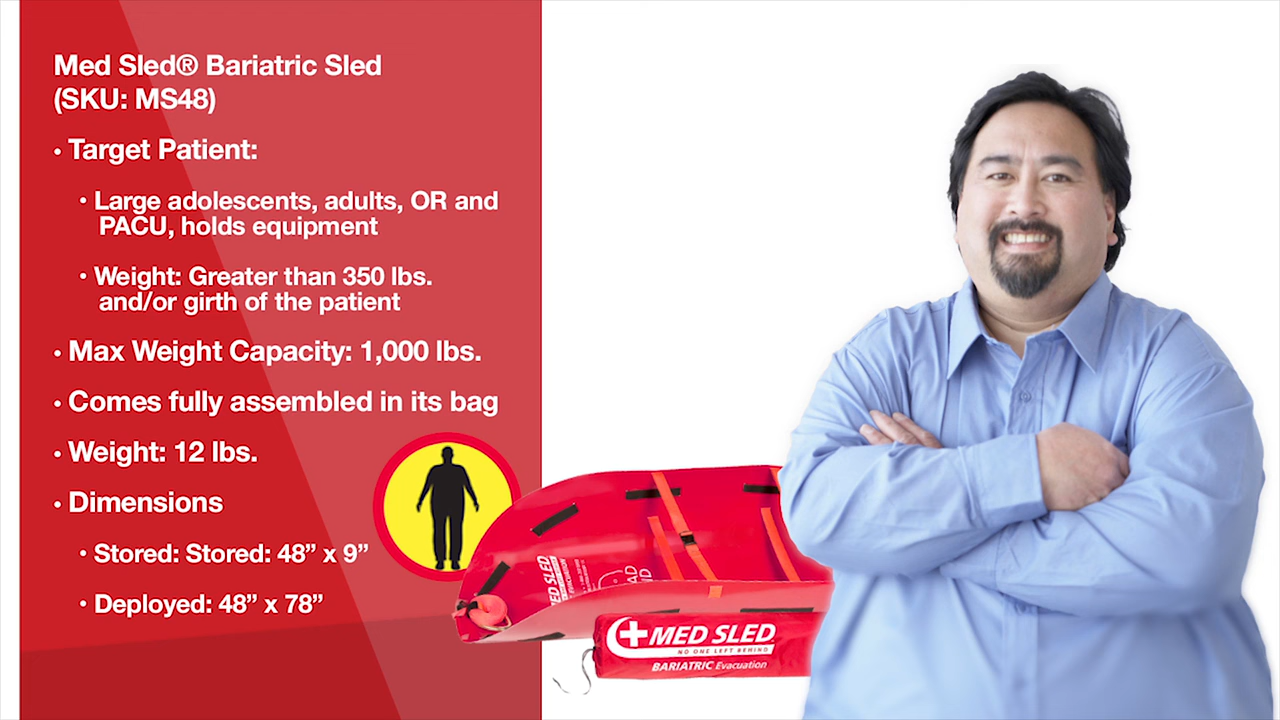 Med Sled® Bariatric Sled
(SKU: MS48)
• Target Patient:
• Large adolescents, adults, OR and
PACU, holds equipment
• Weight: Greater than 350 lbs.
and/or girth of the patient
• Max Weight Capacity: 1,000 lbs.
• Comes fully assembled in its bag
• Weight: 12 lbs.
• Dimensions
• Stored: Stored: 48” x 9”
• Deployed: 48” x 78”
ED SLED
MED SLED
NO ONE LEFT BEHIND
BARIATRIC Evacuation